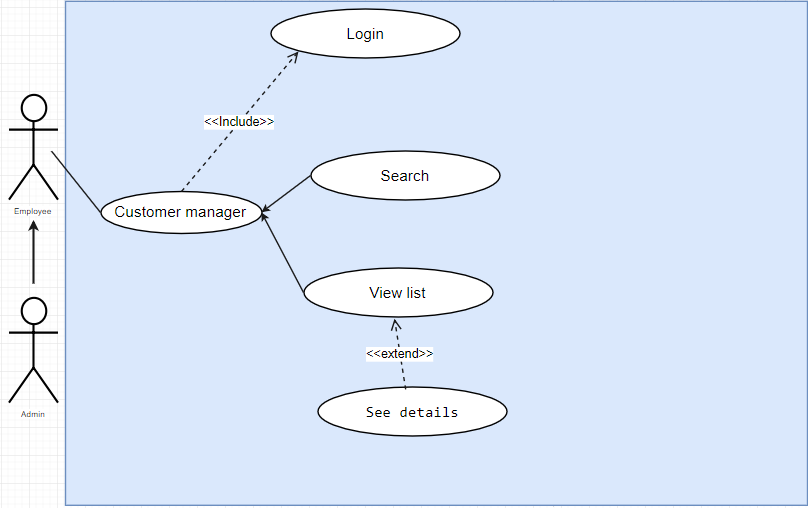 Login
<<Include>>
Search
Employee
Customer manager
View list
<<extend>>
See details
Admin